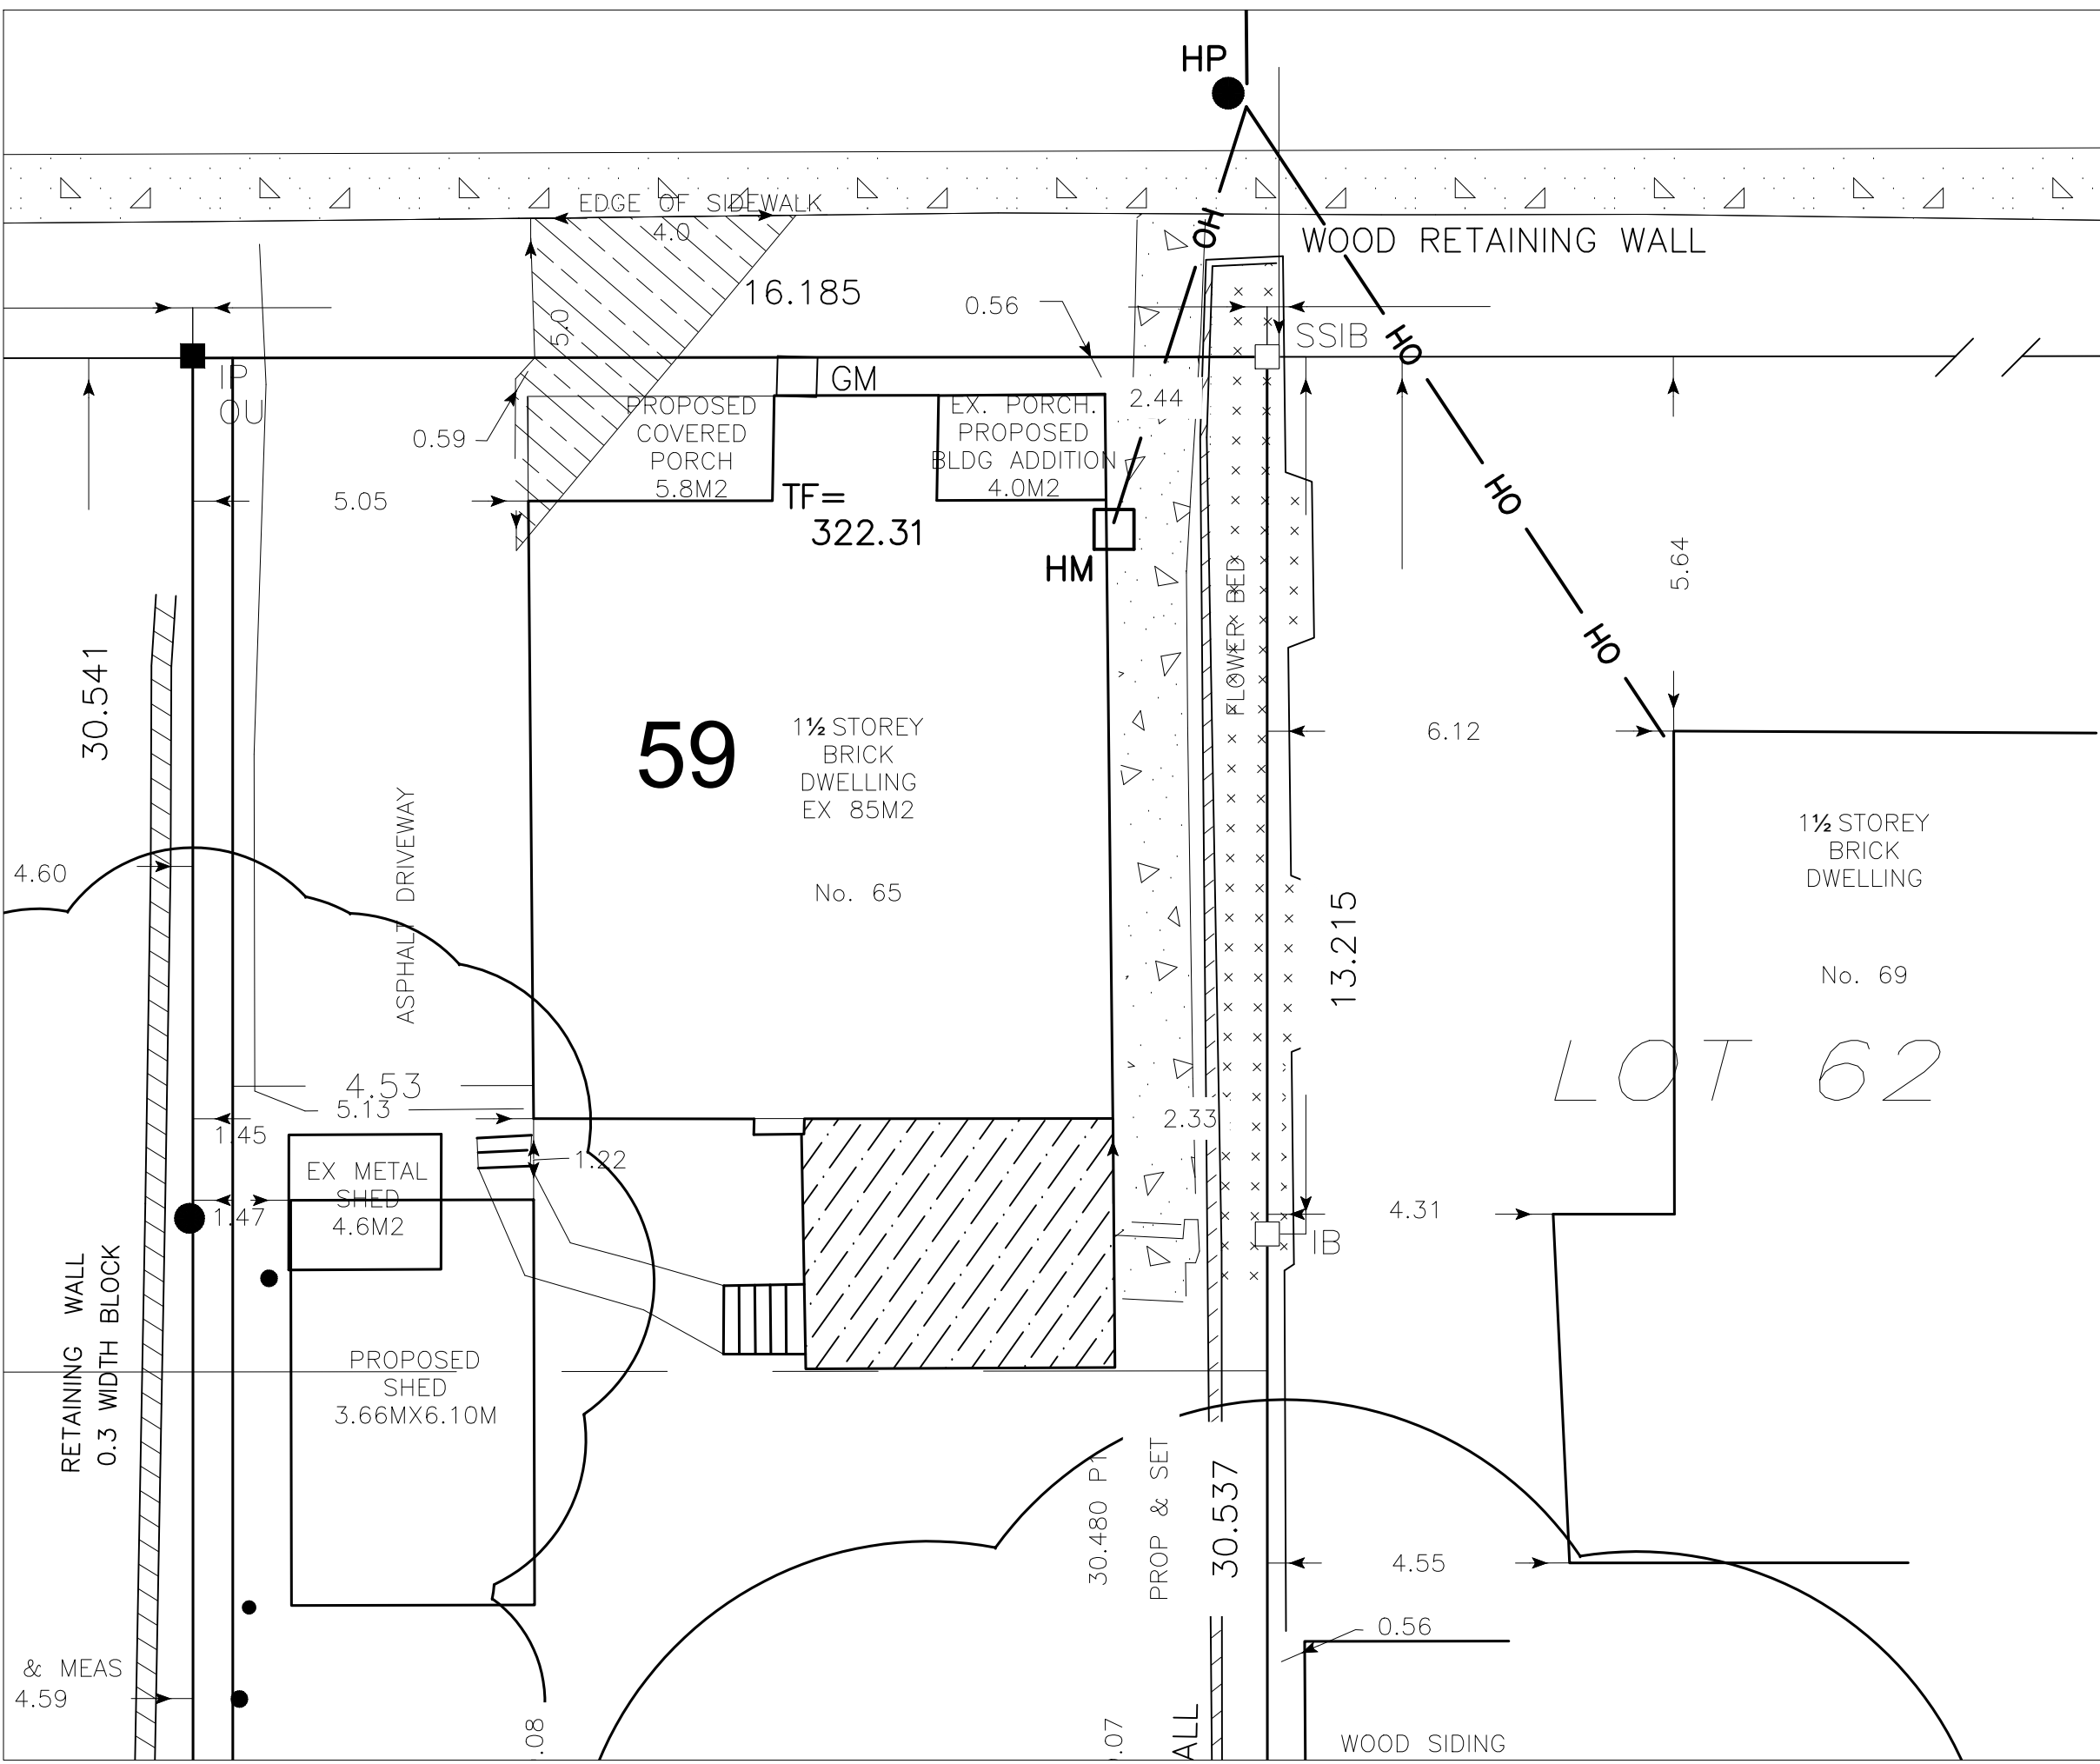 HP
EDGE OF SIDEWALK
4.0
HO
WOOD RETAINING WALL
16.185
0.56
5.0
SSIB
HO
IP
OU
GM
2.44
0.59
PROPOSED
COVERED
PORCH
5.8M2
EX. PORCH.
PROPOSED
BLDG ADDITION
4.0M2
5.05
TF=
322.31
HM
HO
5.64
FLOWER BED
30.541
HO
59
1½ STOREY
BRICK
DWELLING
EX 85M2
No. 65
6.12
1½ STOREY
BRICK
DWELLING
No. 69
4.60
ASPHALT DRIVEWAY
13.215
LOT 62
4.53
5.13
1.45
2.33
EX METAL
SHED
4.6M2
1.22
1.47
4.31
IB
RETAINING WALL
0.3 WIDTH BLOCK
PROPOSED
SHED
3.66MX6.10M
30.480 P1
PROP & SET
30.537
4.55
0.56
& MEAS
4.59
.08
.07
ALL
WOOD SIDING